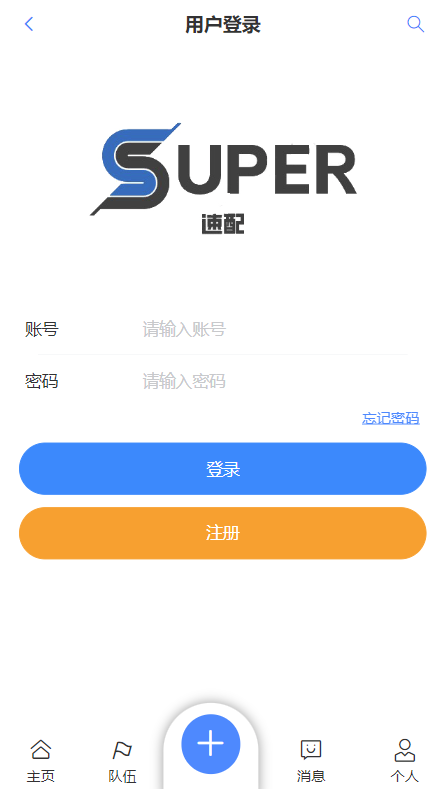 用户登录
SUPER
速配
账号 请输入账号
密码 请输入密码
忘记密码
登录
注册
主页 队伍 消息 个人